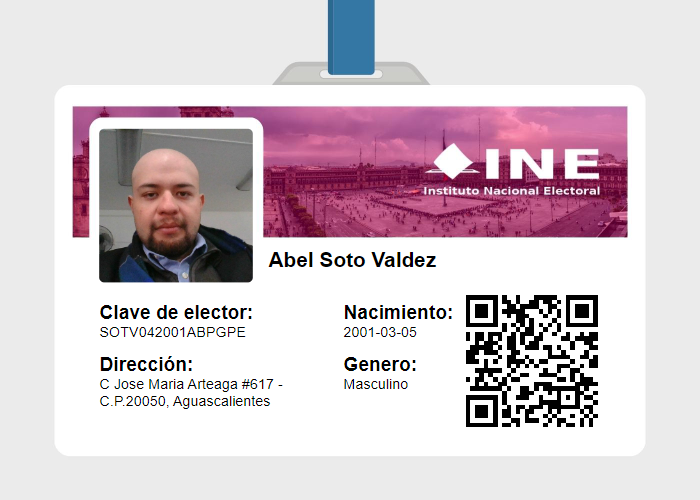 INE
Instituto Nacional Electoral
Abel Soto Valdez
Clave de elector:
SOTV042001ABPGPE
Nacimiento:
2001-03-05
Dirección:
C Jose Maria Arteaga #617 -
C.P.20050, Aguascalientes
Genero:
Masculino